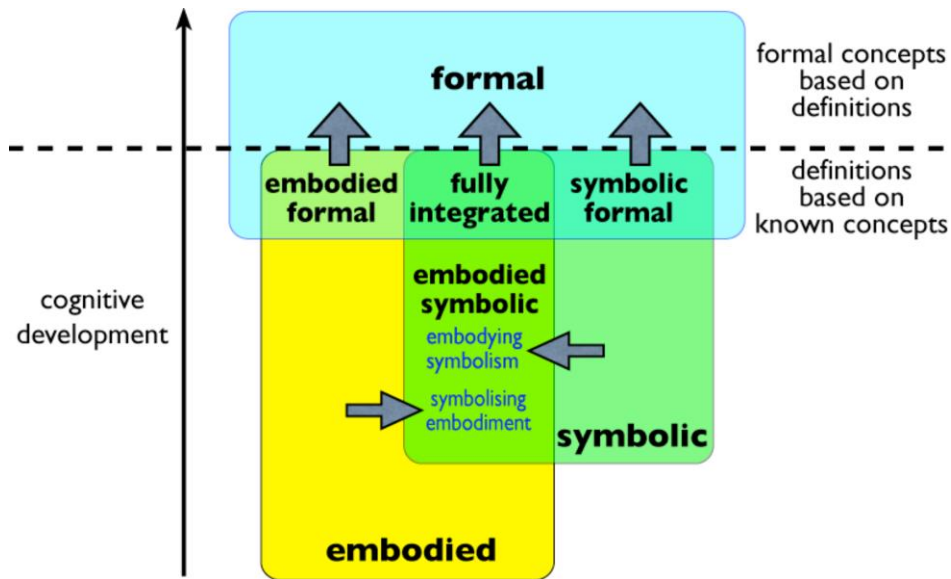 formal
formal concepts
based on
definitions
embodied
formal
fully
integrated
symbolic
formal
definitions
based on
known concepts
cognitive
development
embodied
symbolic
embodying
symbolism
symbolising
embodiment
symbolic
embodied